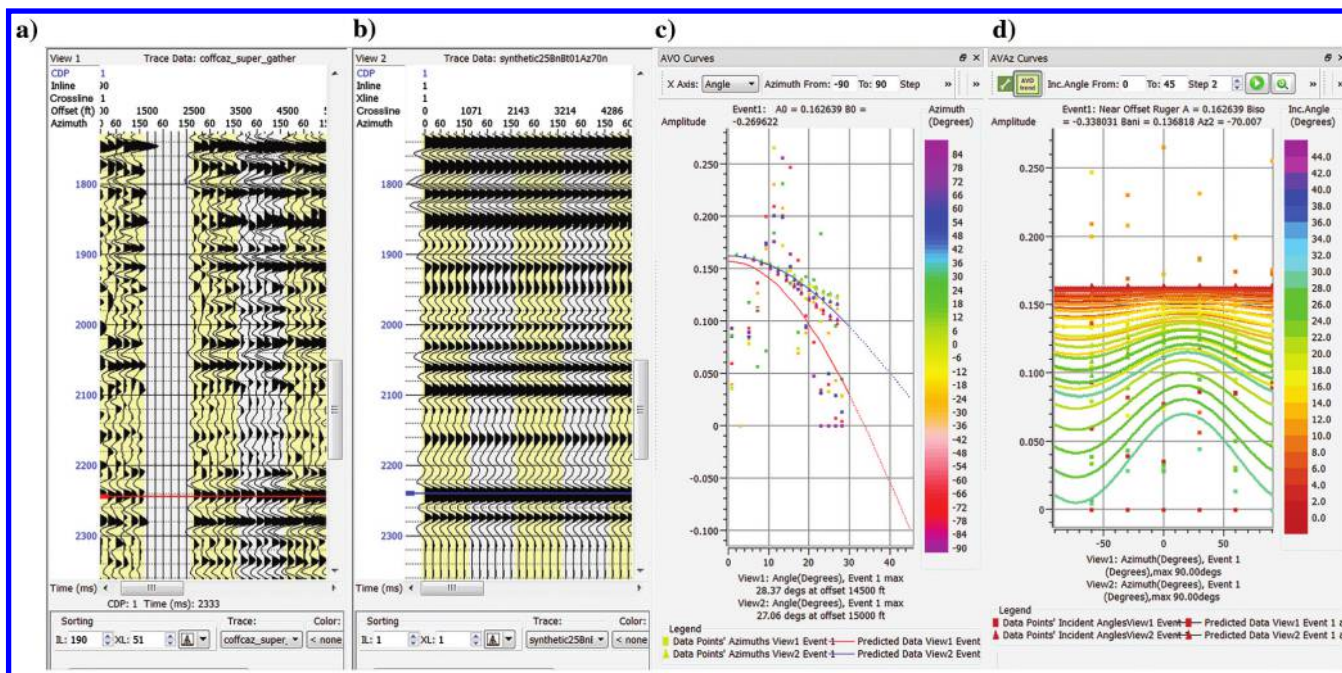 a)
b)
c)
d)
View 1 Trace Data: coffcaz_super_gather
CDP 1
Inline 90
Crossline 1
Offset (ft) 00 1500 3500 4500
Azimuth 60 150 60 150 60 150 60 150
1800
1900
2000
2100
2200
2300
Time (ms)
CDP: 1 Time (ms): 2333
Sorting Trace: Color:
IL: 190 XL: 51 coffcaz_super_ < none
View 2 Trace Data: synthetic25BnBt01Az70n
CDP 1
Inline 1
Xline 1
Crossline 0 1071 2143 3214 4286
Azimuth 60 150 60 150 60 150 60 150
1800
1900
2000
2100
2200
2300
Time (ms)
Sorting Trace: Color:
IL: 1 XL: 1 < none
AVO Curves
X Axis: Angle Azimuth From: -90 To: 90 Step »
Event1: A0 = 0.162639 B0 =
-0.269622
Amplitude
Azimuth
(Degrees)
0.250
0.200
0.150
0.100
0.050
0
-0.050
-0.100
0 10 20 30 40
84
78
72
66
60
54
48
42
36
30
24
18
12
6
0
-6
-12
-18
-24
-30
-36
-42
-48
-54
-60
-66
-72
-78
-84
-90
View1: Angle(Degrees), Event 1 max
28.37 degs at offset 14500 ft
View2: Angle(Degrees), Event 1 max
27.06 degs at offset 15000 ft
Legend
Data Points' Azimuths View1 Event 1 Predicted Data View1 Event
Data Points' Azimuths View2 Event 1 Predicted Data View2 Event
AVAz Curves
AVO trend Inc.Angle From: 0 To: 45 Step 2 »
Event1: Near Offset Ruger A = 0.162639 Biso
= -0.338031 Bani = 0.136818 Az2 = -70.007
Amplitude
Inc.Angle
(Degrees)
0.250
0.200
0.150
0.100
0.050
0
-50 0 50
44.0
42.0
40.0
38.0
36.0
34.0
32.0
30.0
28.0
26.0
24.0
22.0
20.0
18.0
16.0
14.0
12.0
10.0
8.0
6.0
4.0
2.0
0.0
View1: Azimuth(Degrees), Event 1
(Degrees),max 90.00degs
View2: Azimuth(Degrees), Event 1
(Degrees),max 90.00degs
Legend
Data Points' Incident AnglesView1 Event Predicted Data View1 Event 1 a
Data Points' Incident AnglesView2 Event Predicted Data View2 Event 1 a